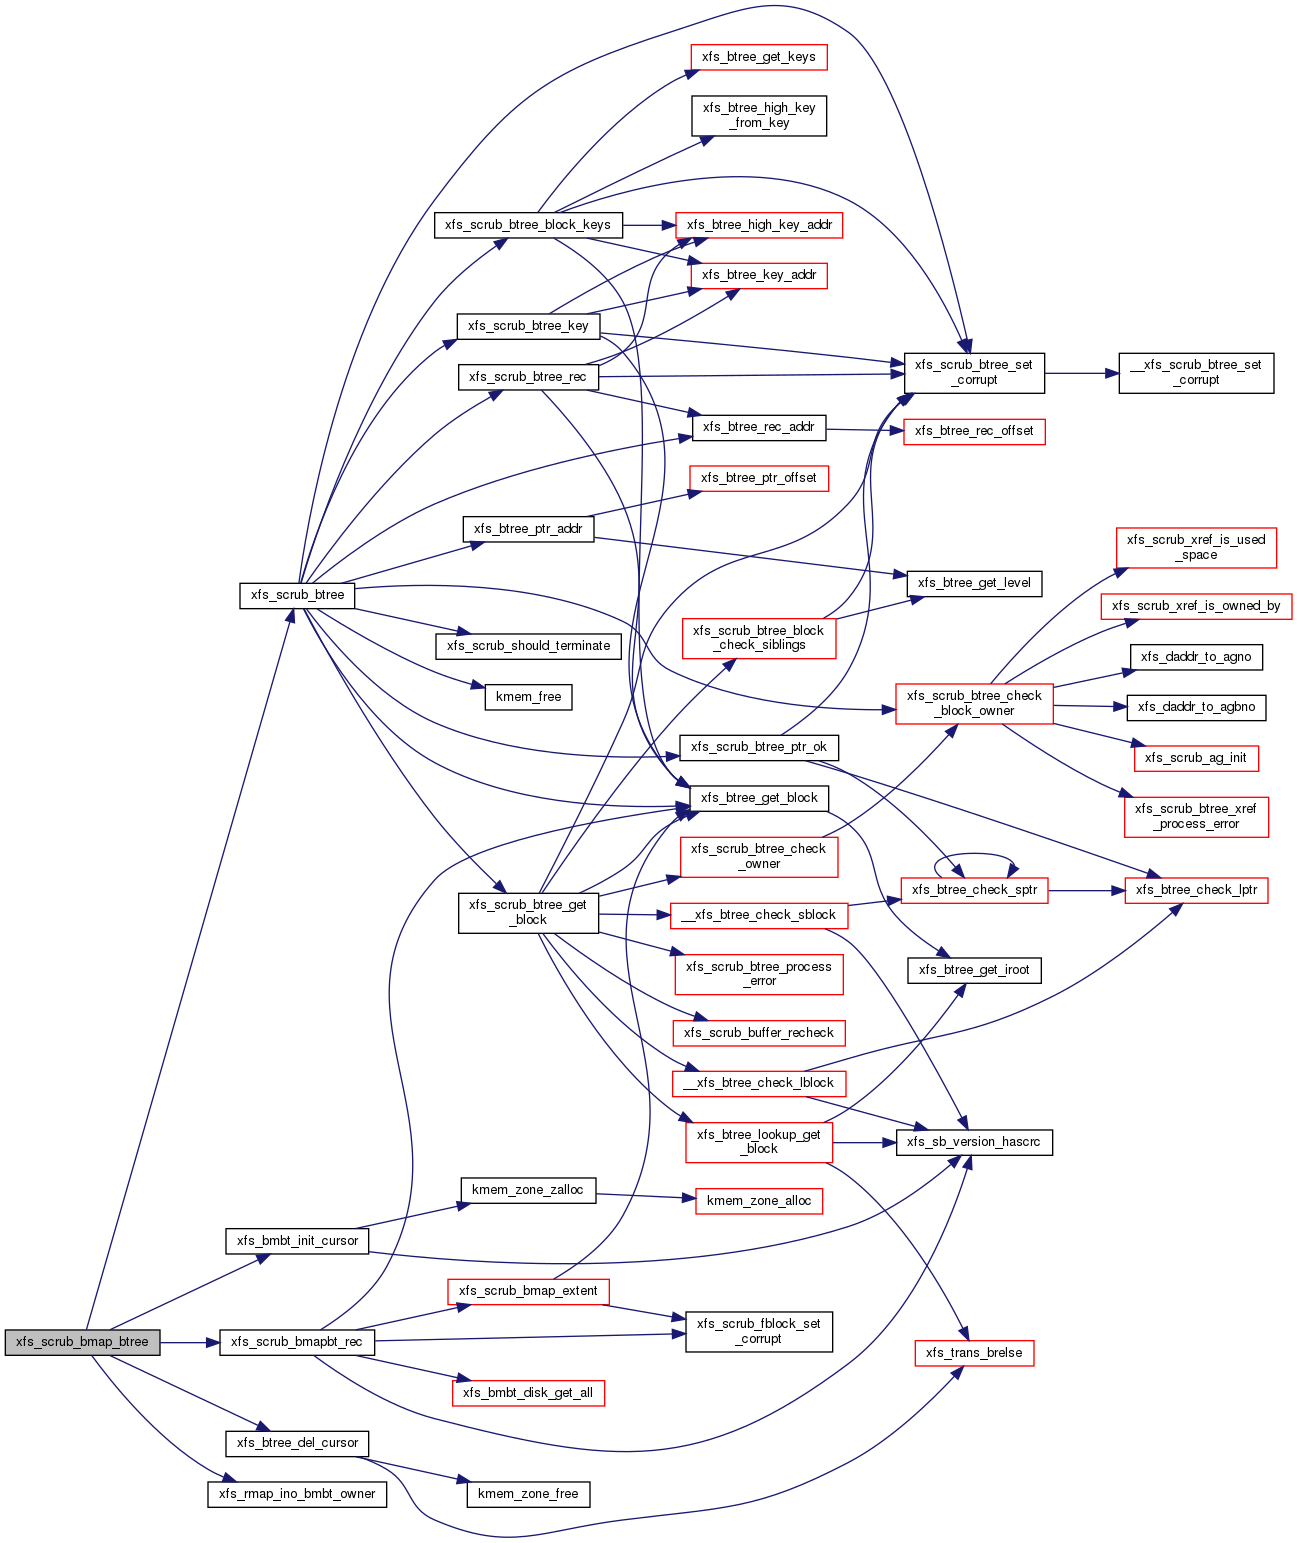 xfs_btree_get_keys
xfs_btree_high_key
_from_key
xfs_scrub_btree_block_keys
xfs_btree_high_key_addr
xfs_btree_key_addr
xfs_scrub_btree_key
xfs_scrub_btree_rec
xfs_scrub_btree_set
_corrupt
__xfs_scrub_btree_set
_corrupt
xfs_btree_rec_addr
xfs_btree_rec_offset
xfs_btree_ptr_offset
xfs_btree_ptr_addr
xfs_scrub_xref_is_used
_space
xfs_btree_get_level
xfs_scrub_btree
xfs_scrub_xref_is_owned_by
xfs_scrub_should_terminate
xfs_scrub_btree_block
_check_siblings
xfs_daddr_to_agno
kmem_free
xfs_scrub_btree_check
_block_owner
xfs_daddr_to_agbno
xfs_scrub_btree_ptr_ok
xfs_scrub_ag_init
xfs_btree_get_block
xfs_scrub_btree_xref
_process_error
xfs_scrub_btree_check
_owner
xfs_btree_check_sptr
xfs_btree_check_lptr
xfs_scrub_btree_get
_block
__xfs_btree_check_sblock
xfs_scrub_btree_process
_error
xfs_btree_get_iroot
xfs_scrub_buffer_recheck
__xfs_btree_check_lblock
xfs_btree_lookup_get
_block
xfs_sb_version_hascrc
kmem_zone_zalloc
kmem_zone_alloc
xfs_bmbt_init_cursor
xfs_scrub_bmap_extent
xfs_scrub_fblock_set
_corrupt
xfs_scrub_bmap_btree
xfs_scrub_bmapbt_rec
xfs_trans_brelse
xfs_bmbt_disk_get_all
xfs_btree_del_cursor
xfs_rmap_ino_bmbt_owner
kmem_zone_free